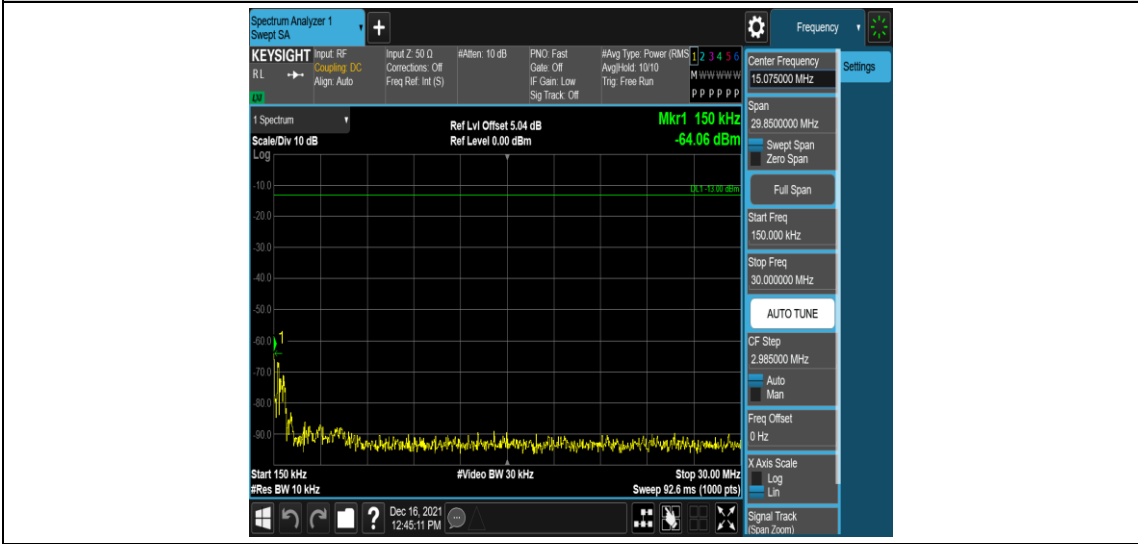 Spectrum Analyzer 1
Swept SA
+
Frequency
KEYSIGHT
RL
Input: RF
Coupling: DC
Align: Auto
Input Z: 50 Ω
Corrections: Off
Freq Ref: Int (S)
#Atten: 10 dB
PNO: Fast
Gate: Off
IF Gain: Low
Sig Track: Off
#Avg Type: Power (RMS
Avg|Hold: 10/10
Trig: Free Run
1 2 3 4 5 6
M W W W W W
P P P P P P
1 Spectrum
Scale/Div 10 dB
Log
Ref Lvl Offset 5.04 dB
Ref Level 0.00 dBm
Mkr1 150 kHz
-64.06 dBm
DL1 -13.00 dBm
-10.0
-20.0
-30.0
-40.0
-50.0
-60.0
1
-70.0
-80.0
-90.0
Start 150 kHz
#Res BW 10 kHz
#Video BW 30 kHz
Stop 30.00 MHz
Sweep 92.6 ms (1000 pts)
Center Frequency
15.075000 MHz
Settings
Span
29.8500000 MHz
Swept Span
Zero Span
Full Span
Start Freq
150.000 kHz
Stop Freq
30.000000 MHz
AUTO TUNE
CF Step
2.985000 MHz
Auto
Man
Freq Offset
0 Hz
X Axis Scale
Log
Lin
Signal Track
(Span Zoom)
?
Dec 16, 2021
12:45:11 PM